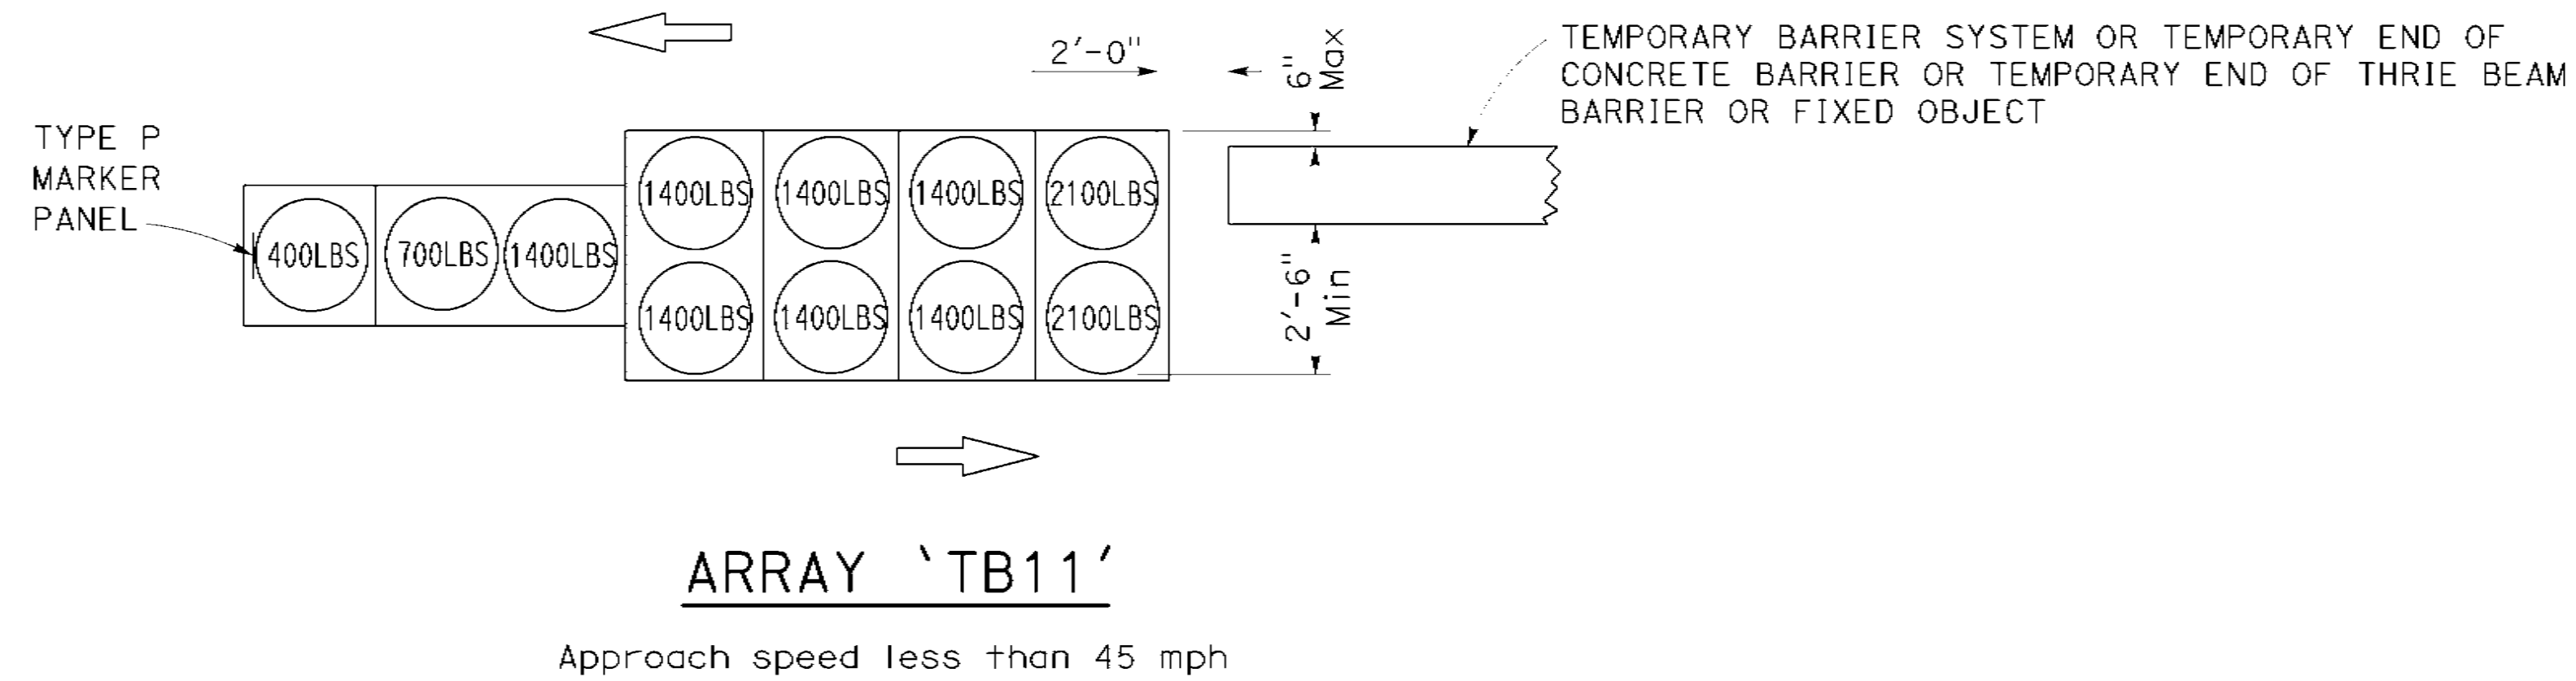 2'-0"
6"
Max
TEMPORARY BARRIER SYSTEM OR TEMPORARY END OF
CONCRETE BARRIER OR TEMPORARY END OF THRIE BEAM
BARRIER OR FIXED OBJECT
TYPE P
MARKER
PANEL
1400LBS 1400LBS 1400LBS 2100LBS
400LBS 700LBS 1400LBS
1400LBS 1400LBS 1400LBS 2100LBS
2'-6"
Min
ARRAY 'TB11'
Approach speed less than 45 mph